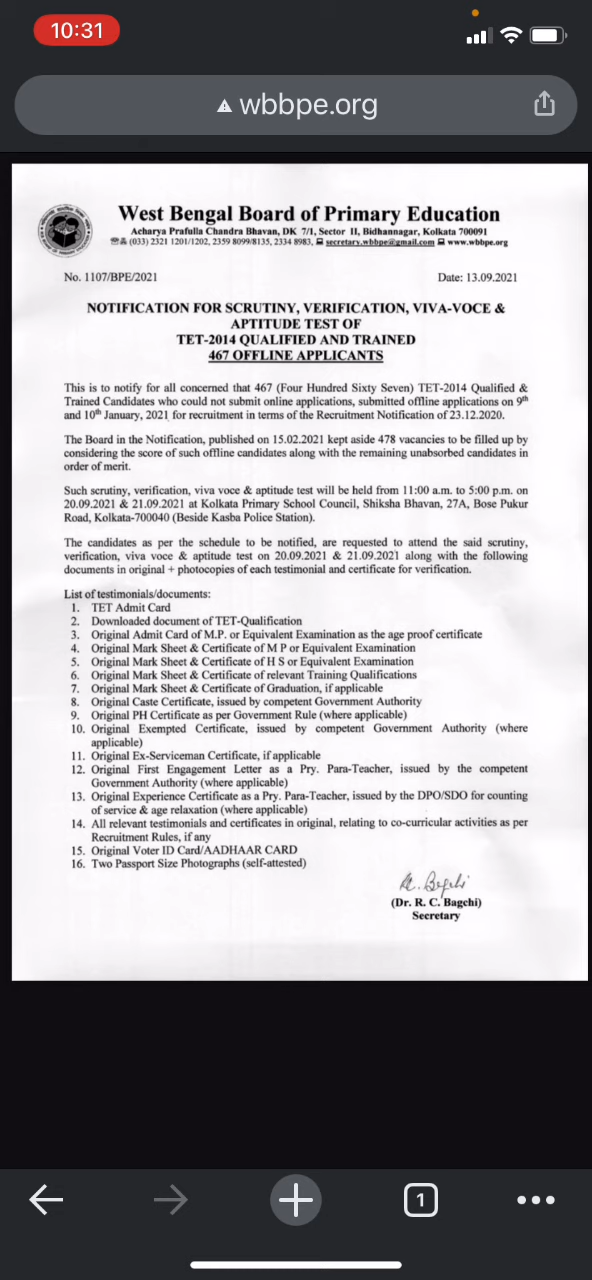 10:31
wbbpe.org
West Bengal Board of Primary Education
Acharya Prafulla Chandra Bhavan, DK 7/1, Sector II, Bidhannagar, Kolkata 700091
(033) 2321 1201/1202, 2359 8099/8135, 2334 8983, secretary.wbbpe@gmail.com www.wbbpe.org
No. 1107/BPE/2021 Date: 13.09.2021
NOTIFICATION FOR SCRUTINY, VERIFICATION, VIVA-VOCE &
APTITUDE TEST OF
TET-2014 QUALIFIED AND TRAINED
467 OFFLINE APPLICANTS
This is to notify for all concerned that 467 (Four Hundred Sixty Seven) TET-2014 Qualified &
Trained Candidates who could not submit online applications, submitted offline applications on 9th
and 10th January, 2021 for recruitment in terms of the Recruitment Notification of 23.12.2020.
The Board in the Notification, published on 15.02.2021 kept aside 478 vacancies to be filled up by
considering the score of such offline candidates along with the remaining unabsorbed candidates in
order of merit.
Such scrutiny, verification, viva voce & aptitude test will be held from 11:00 a.m. to 5:00 p.m. on
20.09.2021 & 21.09.2021 at Kolkata Primary School Council, Shiksha Bhavan, 27A, Bose Pukur
Road, Kolkata-700040 (Beside Kasba Police Station).
The candidates as per the schedule to be notified, are requested to attend the said scrutiny,
verification, viva voce & aptitude test on 20.09.2021 & 21.09.2021 along with the following
documents in original + photocopies of each testimonial and certificate for verification.
List of testimonials/documents:
1. TET Admit Card
2. Downloaded document of TET-Qualification
3. Original Admit Card of M.P. or Equivalent Examination as the age proof certificate
4. Original Mark Sheet & Certificate of M P or Equivalent Examination
5. Original Mark Sheet & Certificate of H S or Equivalent Examination
6. Original Mark Sheet & Certificate of relevant Training Qualifications
7. Original Mark Sheet & Certificate of Graduation, if applicable
8. Original Caste Certificate, issued by competent Government Authority
9. Original PH Certificate as per Government Rule (where applicable)
10. Original Exempted Certificate, issued by competent Government Authority (where
applicable)
11. Original Ex-Serviceman Certificate, if applicable
12. Original First Engagement Letter as a Pry. Para-Teacher, issued by the competent
Government Authority (where applicable)
13. Original Experience Certificate as a Pry. Para-Teacher, issued by the DPO/SDO for counting
of service & age relaxation (where applicable)
14. All relevant testimonials and certificates in original, relating to co-curricular activities as per
Recruitment Rules, if any
15. Original Voter ID Card/AADHAAR CARD
16. Two Passport Size Photographs (self-attested)
(Dr. R. C. Bagchi)
Secretary
1